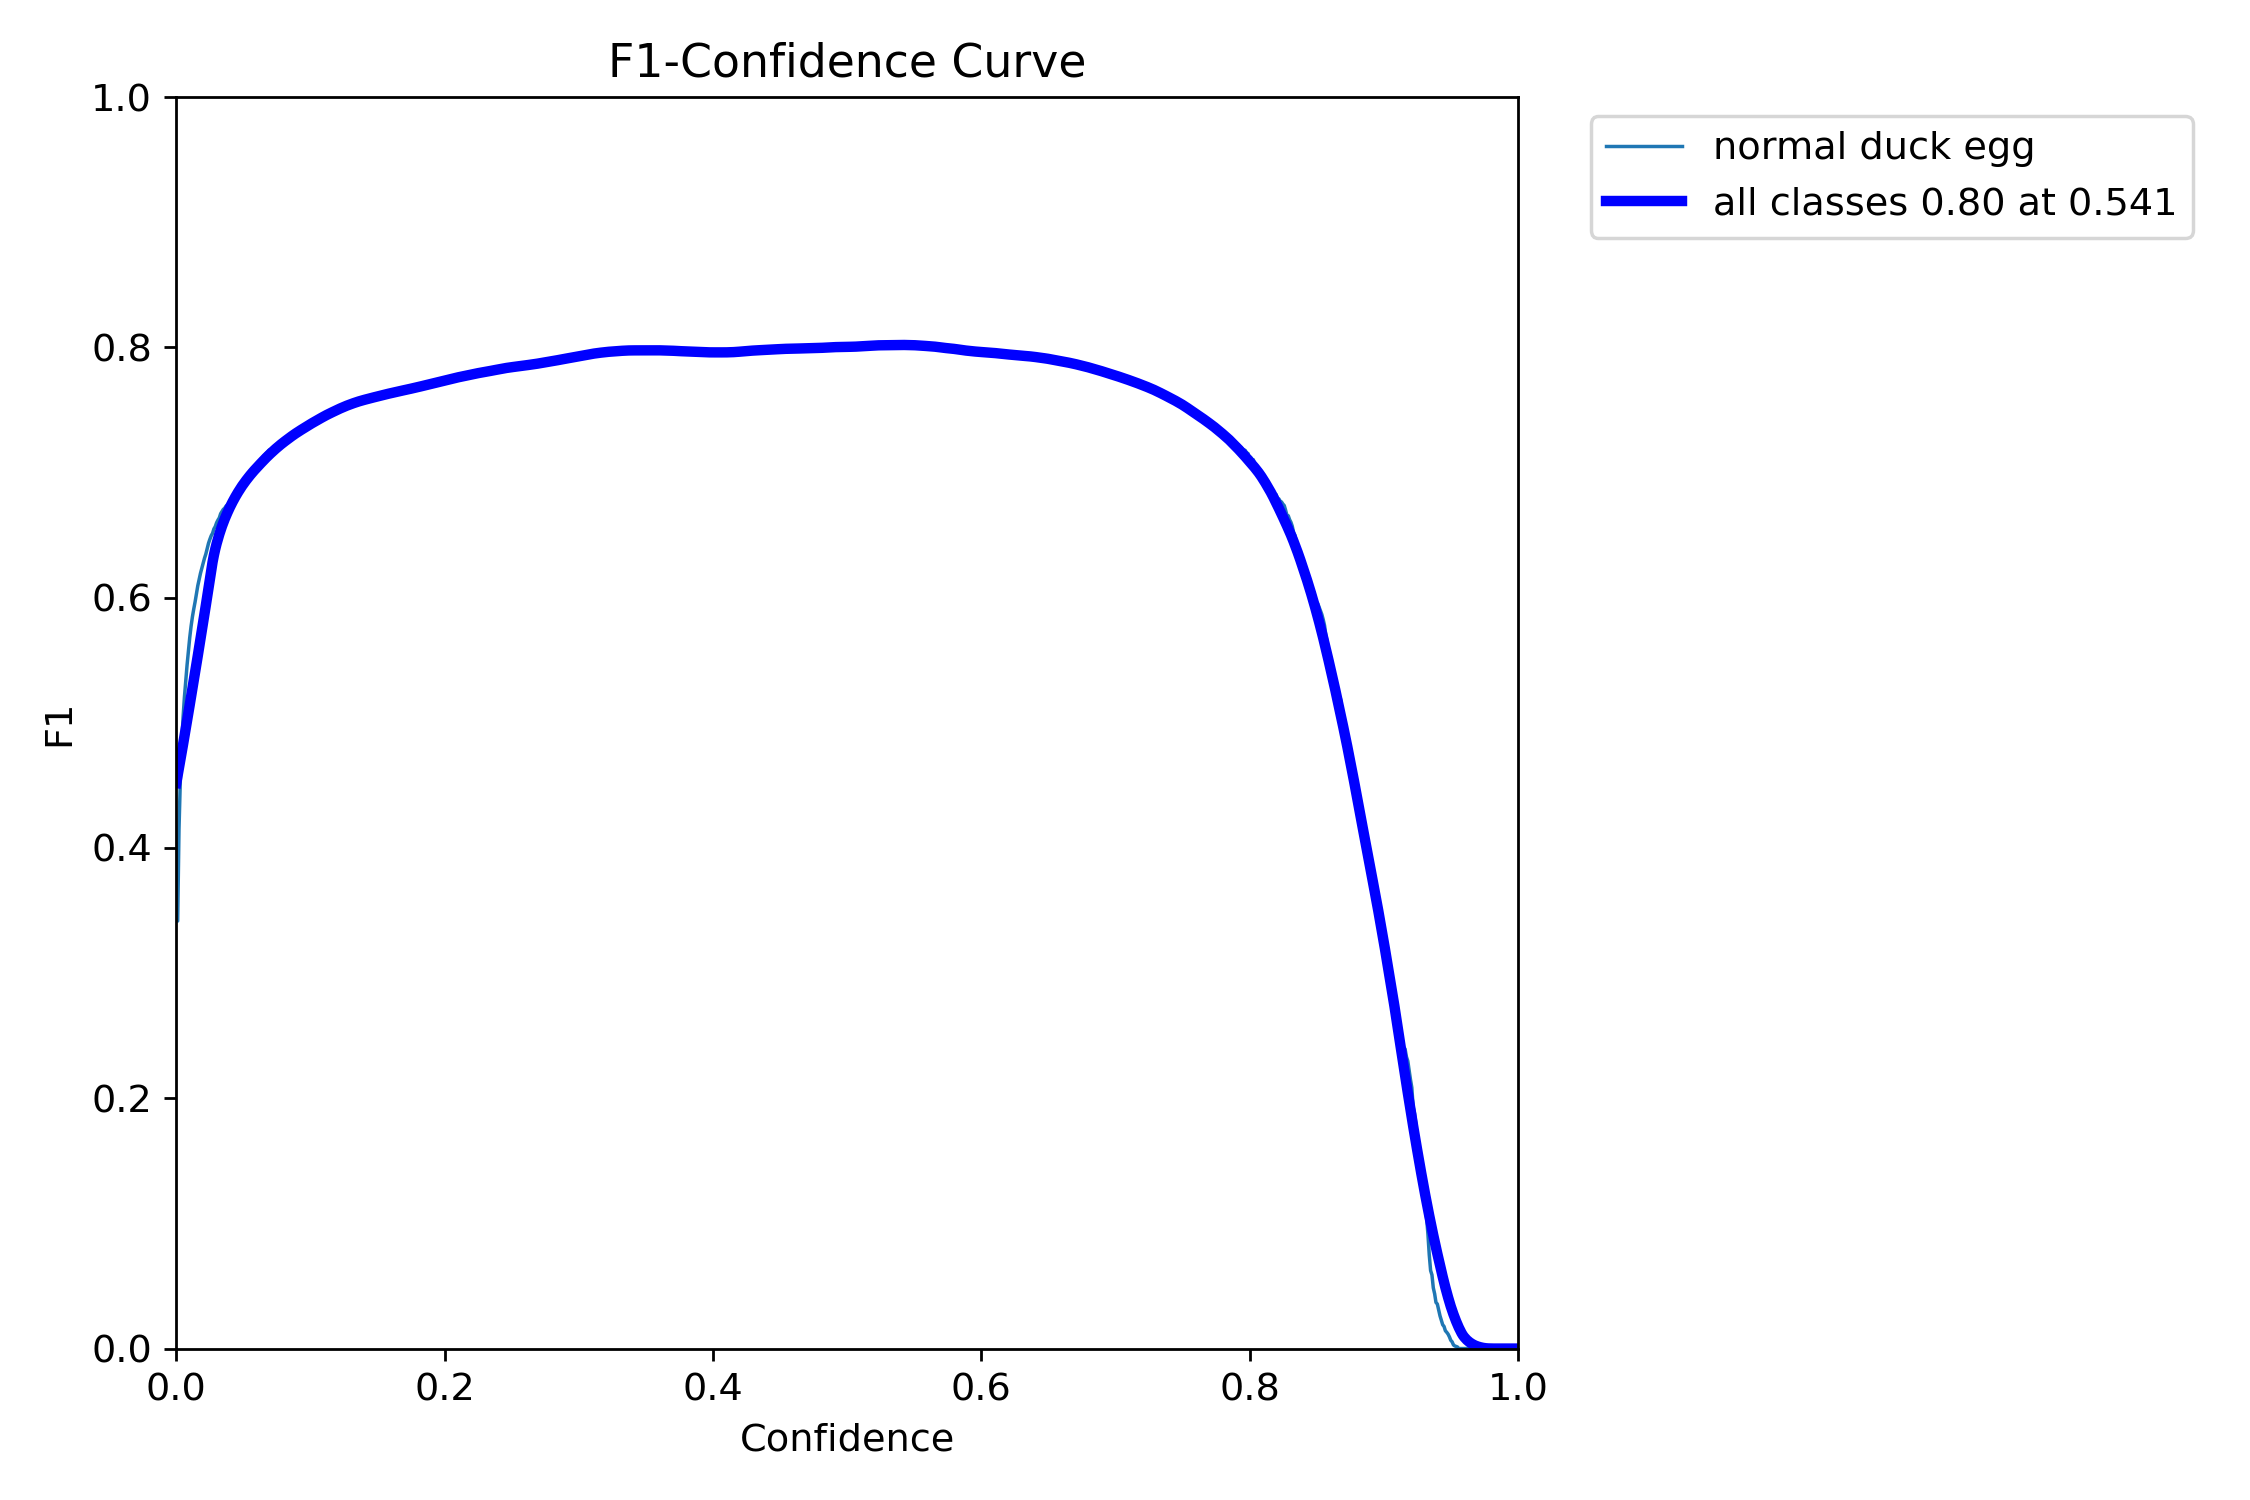 F1-Confidence Curve
normal duck egg
all classes 0.80 at 0.541
1.0
0.8
0.6
0.4
0.2
0.0
F1
0.0 0.2 0.4 0.6 0.8 1.0
Confidence